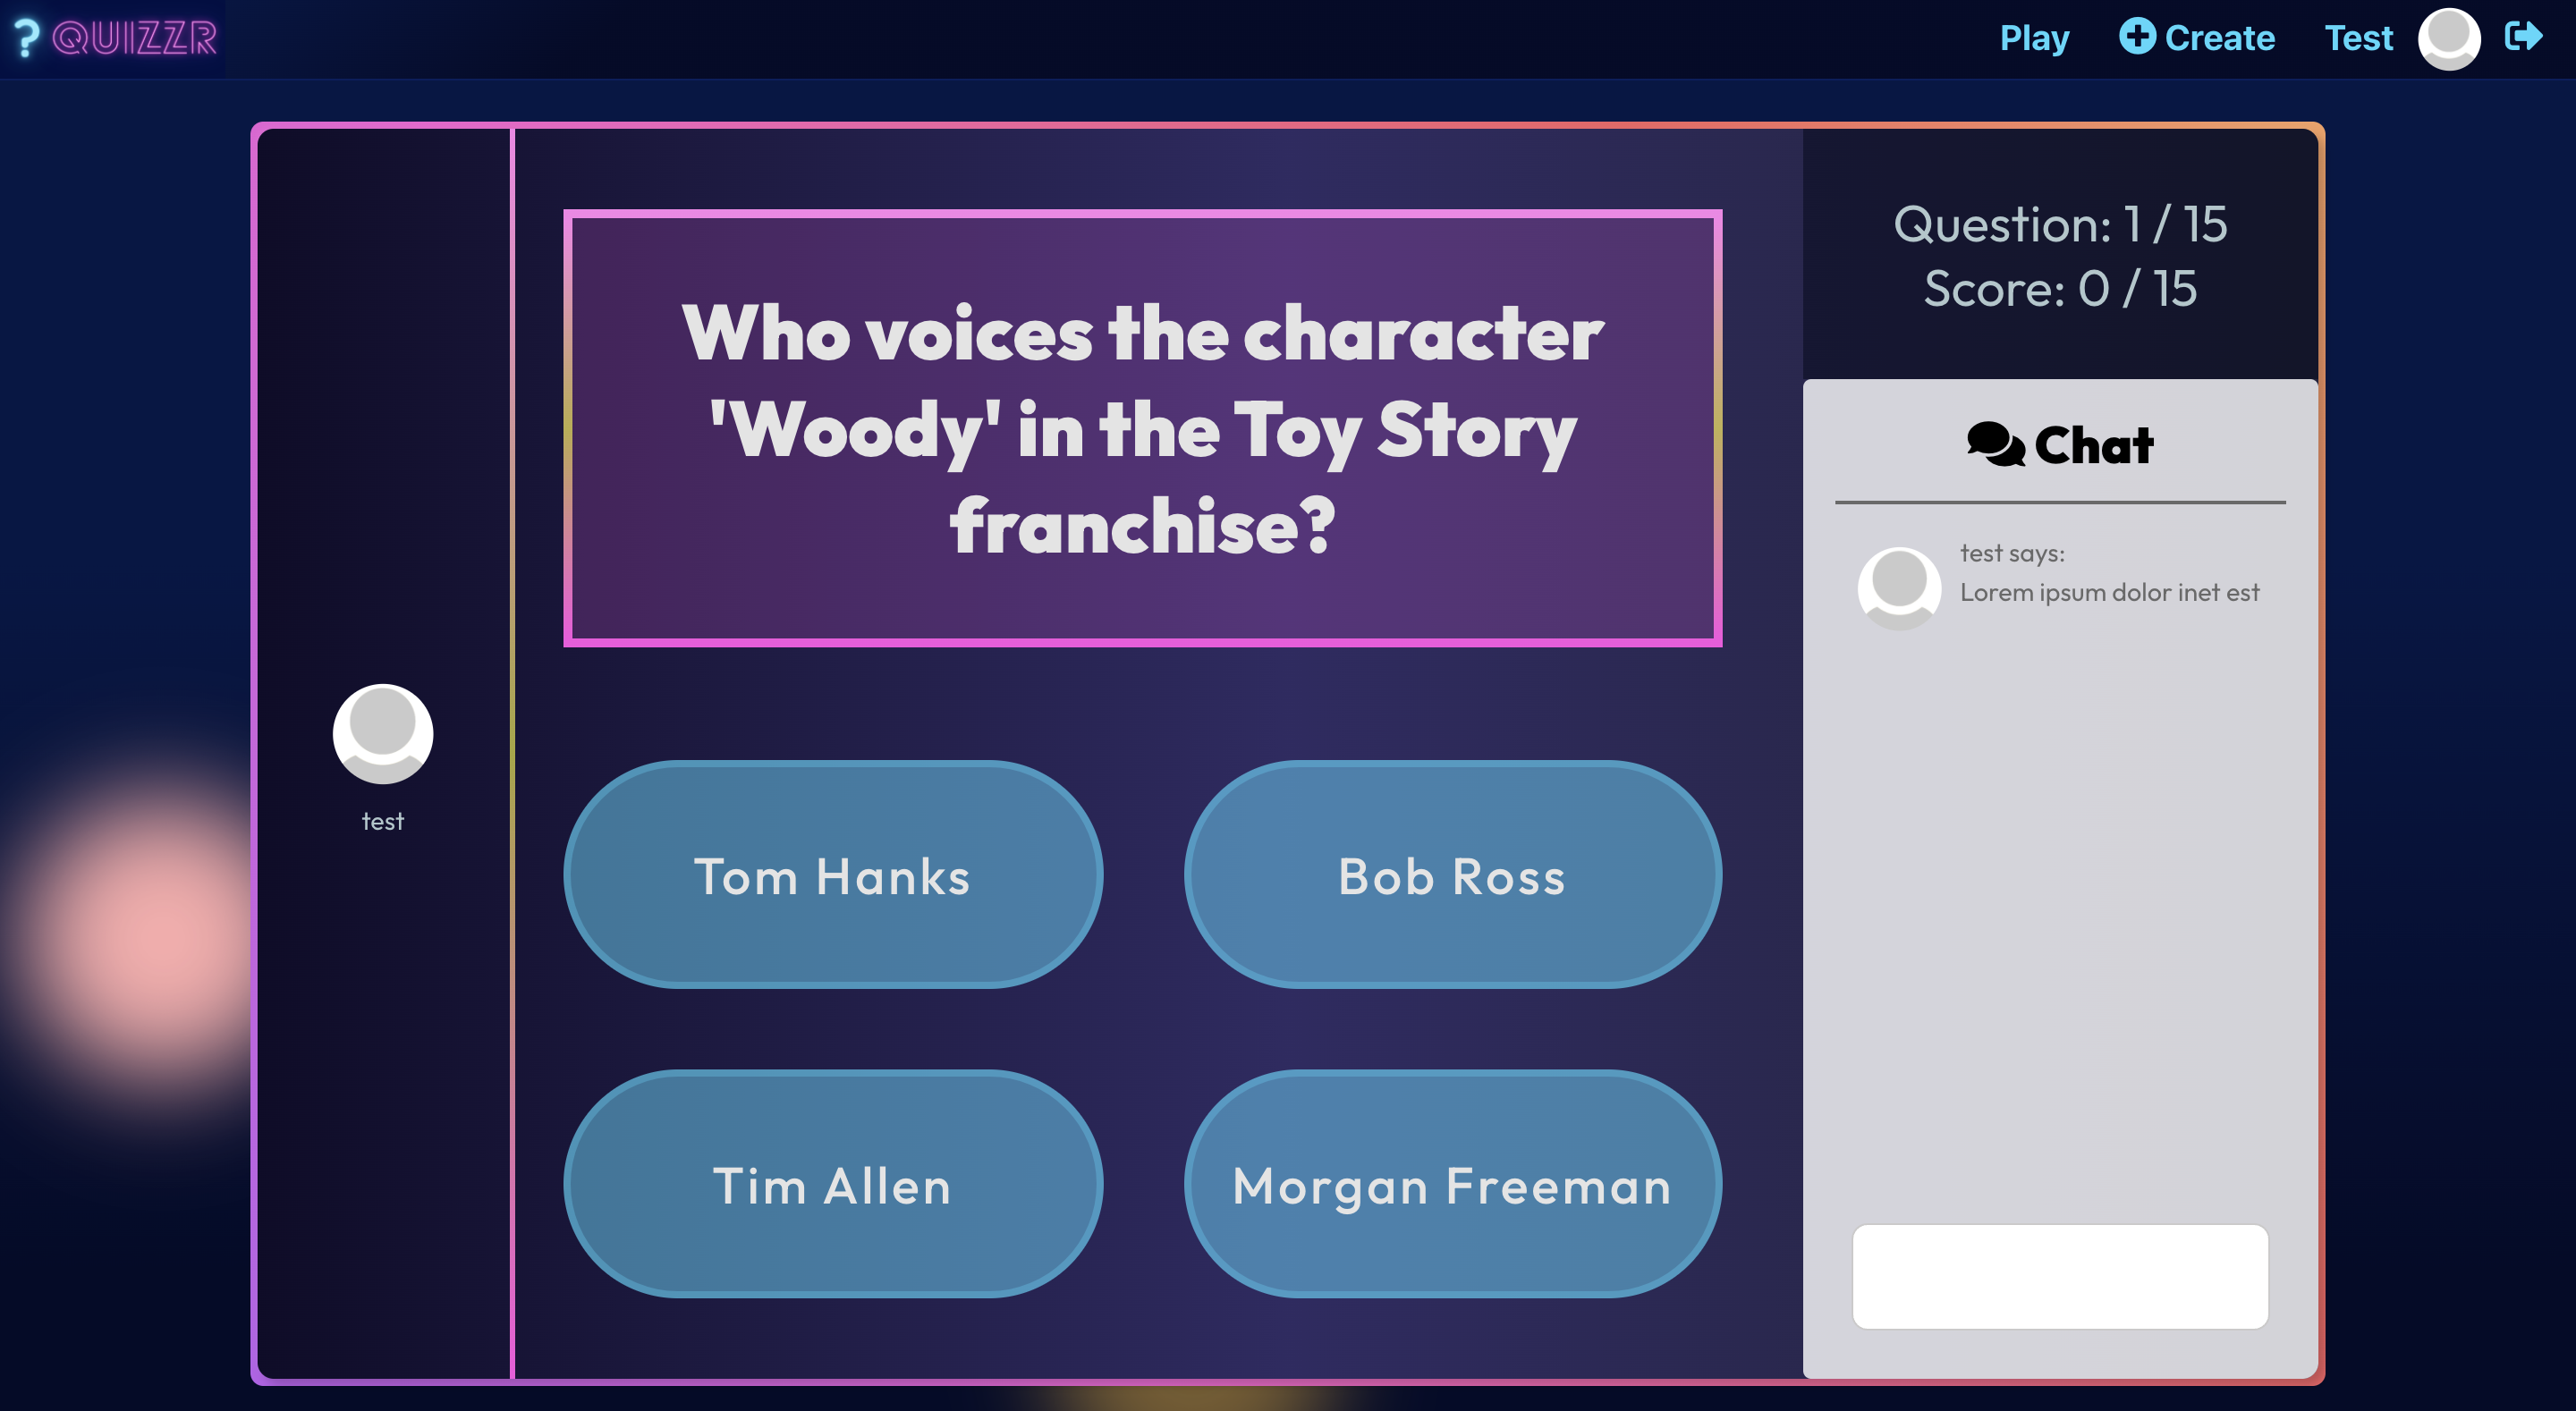 ? QUIZZR
Play
Create
Test
Who voices the character
'Woody' in the Toy Story
franchise?
Question: 1 / 15
Score: 0 / 15
Chat
test says:
Lorem ipsum dolor inet est
test
Tom Hanks
Bob Ross
Tim Allen
Morgan Freeman